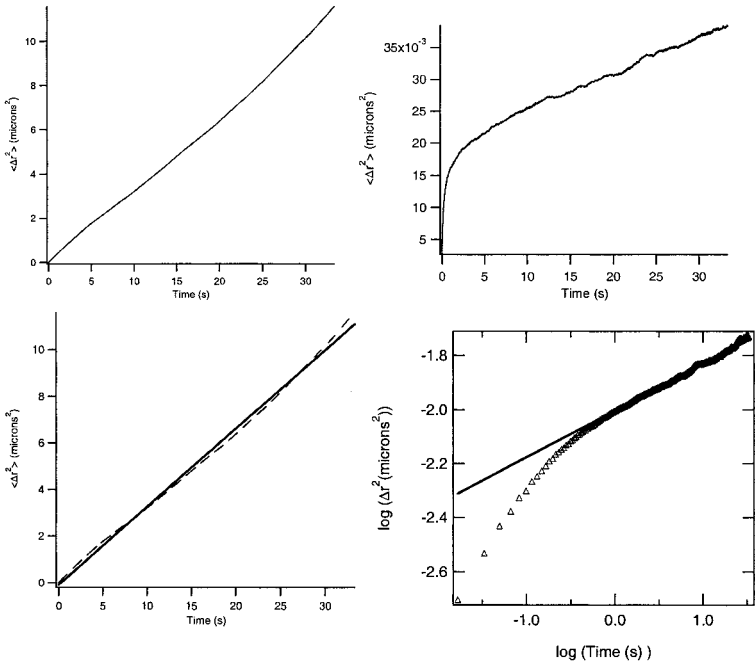 10
8
6
4
2
0
<Δr²> (microns²)
0 5 10 15 20 25 30
Time (s)
35x10⁻³
30
25
20
15
10
5
<Δr²> (microns²)
0 5 10 15 20 25 30
Time (s)
10
8
6
4
2
0
<Δr²> (microns²)
0 5 10 15 20 25 30
Time (s)
-1.8
-2.0
-2.2
-2.4
-2.6
log (Δr²(microns²))
-1.0 0.0 1.0
log (Time (s) )